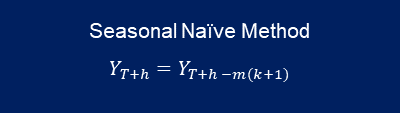 Seasonal Naïve Method
Y_{T+h} = Y_{T+h −m(k+1)}